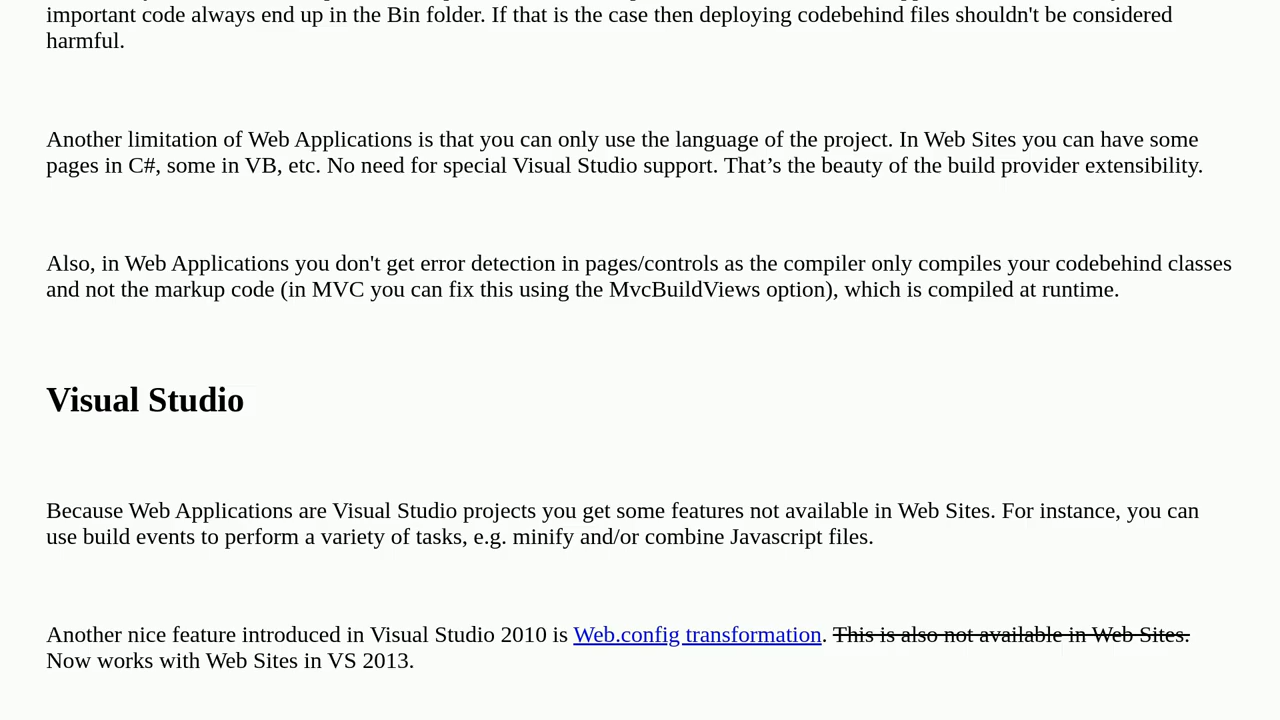 important code always end up in the Bin folder. If that is the case then deploying codebehind files shouldn't be considered
harmful.
Another limitation of Web Applications is that you can only use the language of the project. In Web Sites you can have some
pages in C#, some in VB, etc. No need for special Visual Studio support. That’s the beauty of the build provider extensibility.
Also, in Web Applications you don't get error detection in pages/controls as the compiler only compiles your codebehind classes
and not the markup code (in MVC you can fix this using the MvcBuildViews option), which is compiled at runtime.
Visual Studio
Because Web Applications are Visual Studio projects you get some features not available in Web Sites. For instance, you can
use build events to perform a variety of tasks, e.g. minify and/or combine Javascript files.
Another nice feature introduced in Visual Studio 2010 is Web.config transformation. This is also not available in Web Sites.
Now works with Web Sites in VS 2013.